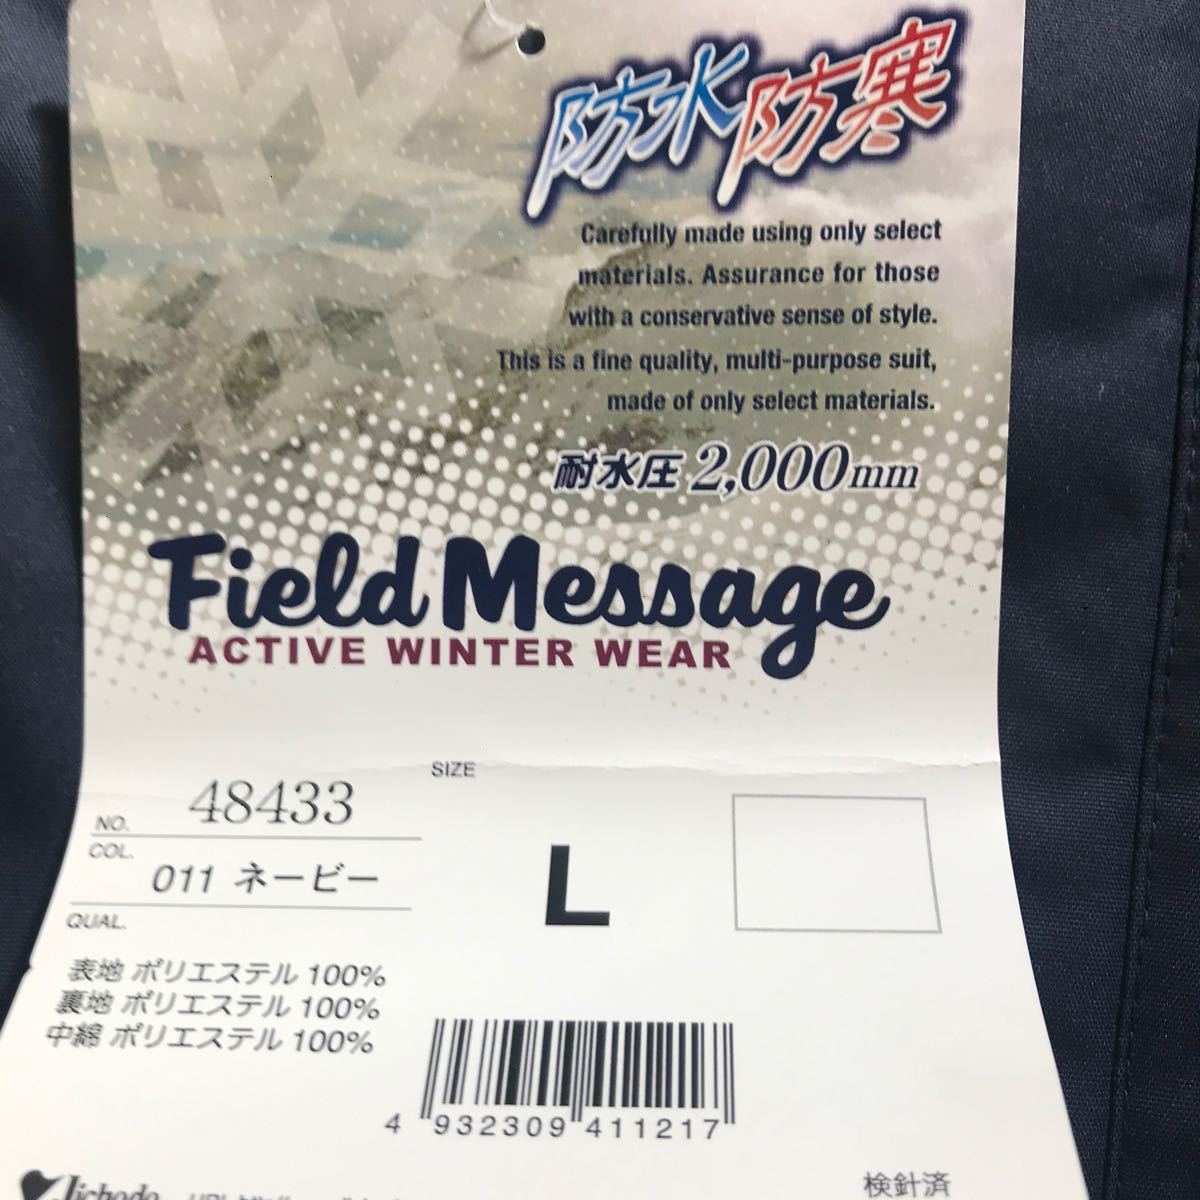 防水防寒
Carefully made using only select
materials. Assurance for those
with a conservative sense of style.
This is a fine quality, multi-purpose suit,
made of only select materials.
耐水圧 2,000mm
Field Message
ACTIVE WINTER WEAR
SIZE
NO. 48433
COL. 011 ネービー
L
QUAL.
表地 ポリエステル 100%
裏地 ポリエステル 100%
中綿 ポリエステル 100%
4 932309 411217
Jichodo
検針済